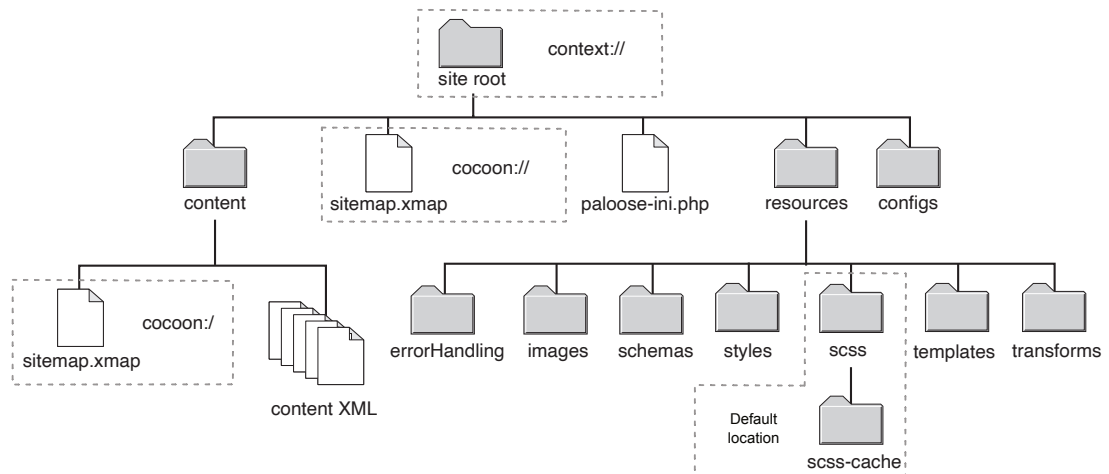 context://
site root
cocoon://
content
sitemap.xmap
paloose-ini.php
resources
configs
cocoon:/
sitemap.xmap
content XML
errorHandling
images
schemas
styles
scss
templates
transforms
Default
location
scss-cache